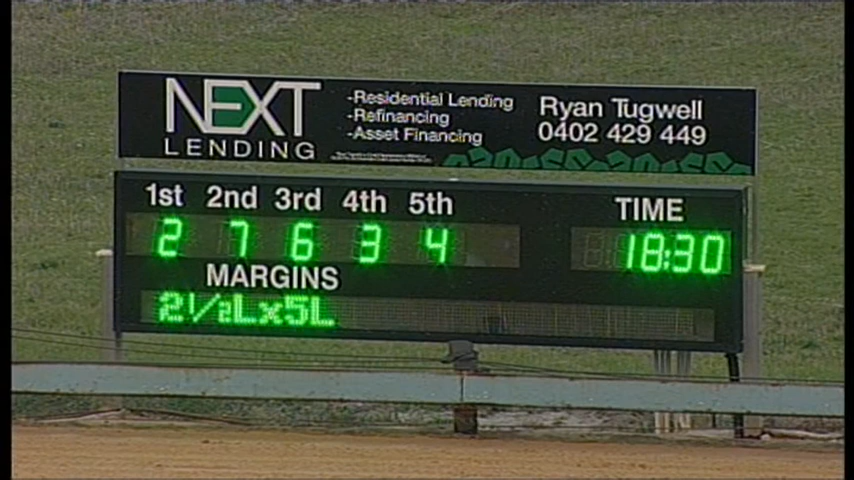 NEXT
LENDING
-Residential Lending
-Refinancing
-Asset Financing
Ryan Tugwell
0402 429 449
1st 2nd 3rd 4th 5th TIME
2 7 6 3 4 18:30
MARGINS
2½Lx5L